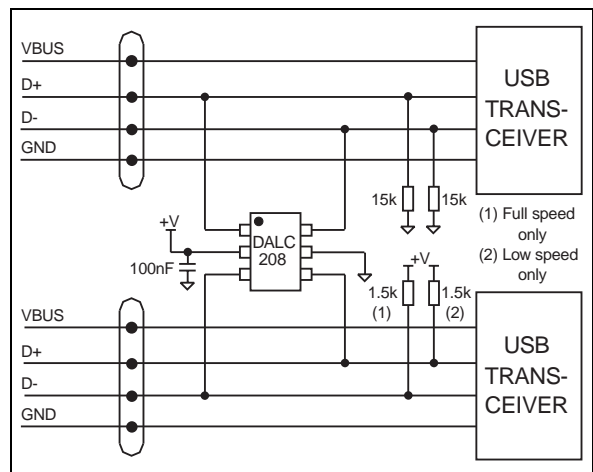 VBUS
D+
D-
GND
USB
TRANS-
CEIVER
15k
15k
(1) Full speed
only
(2) Low speed
only
+V
100nF
DALC
208
+V
1.5k
(1)
1.5k
(2)
VBUS
D+
D-
GND
USB
TRANS-
CEIVER